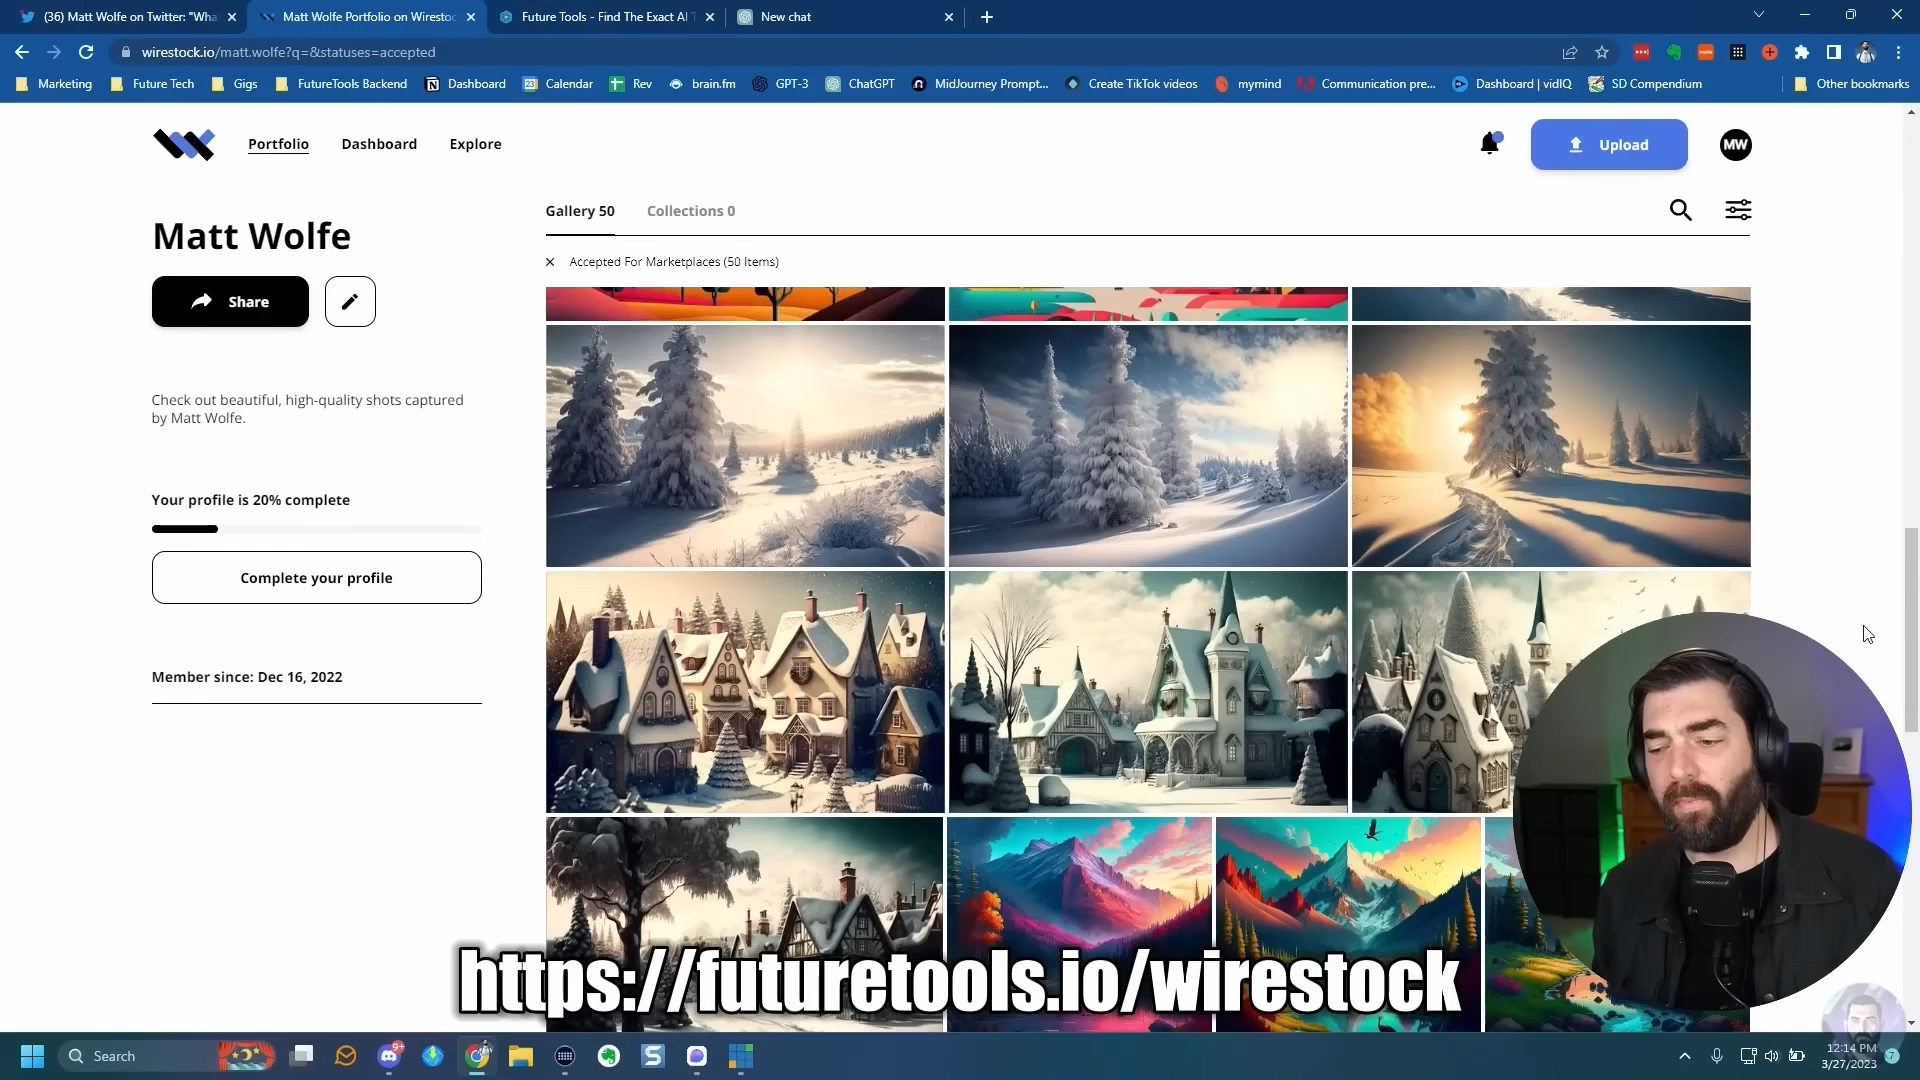 (36) Matt Wolfe on Twitter: "Wha
Matt Wolfe Portfolio on Wirestoc
Future Tools - Find The Exact AI T
New chat
wirestock.io/matt.wolfe?q=&statuses=accepted
Marketing
Future Tech
Gigs
FutureTools Backend
Dashboard
Calendar
Rev
brain.fm
GPT-3
ChatGPT
MidJourney Prompt...
Create TikTok videos
mymind
Communication pre...
Dashboard | vidIQ
SD Compendium
Other bookmarks
Portfolio
Dashboard
Explore
Upload
MW
Matt Wolfe
Share
Check out beautiful, high-quality shots captured
by Matt Wolfe.
Your profile is 20% complete
Complete your profile
Member since: Dec 16, 2022
Gallery 50
Collections 0
Accepted For Marketplaces (50 Items)
https://futuretools.io/wirestock
Search
9+
12:14 PM
3/27/2023
7